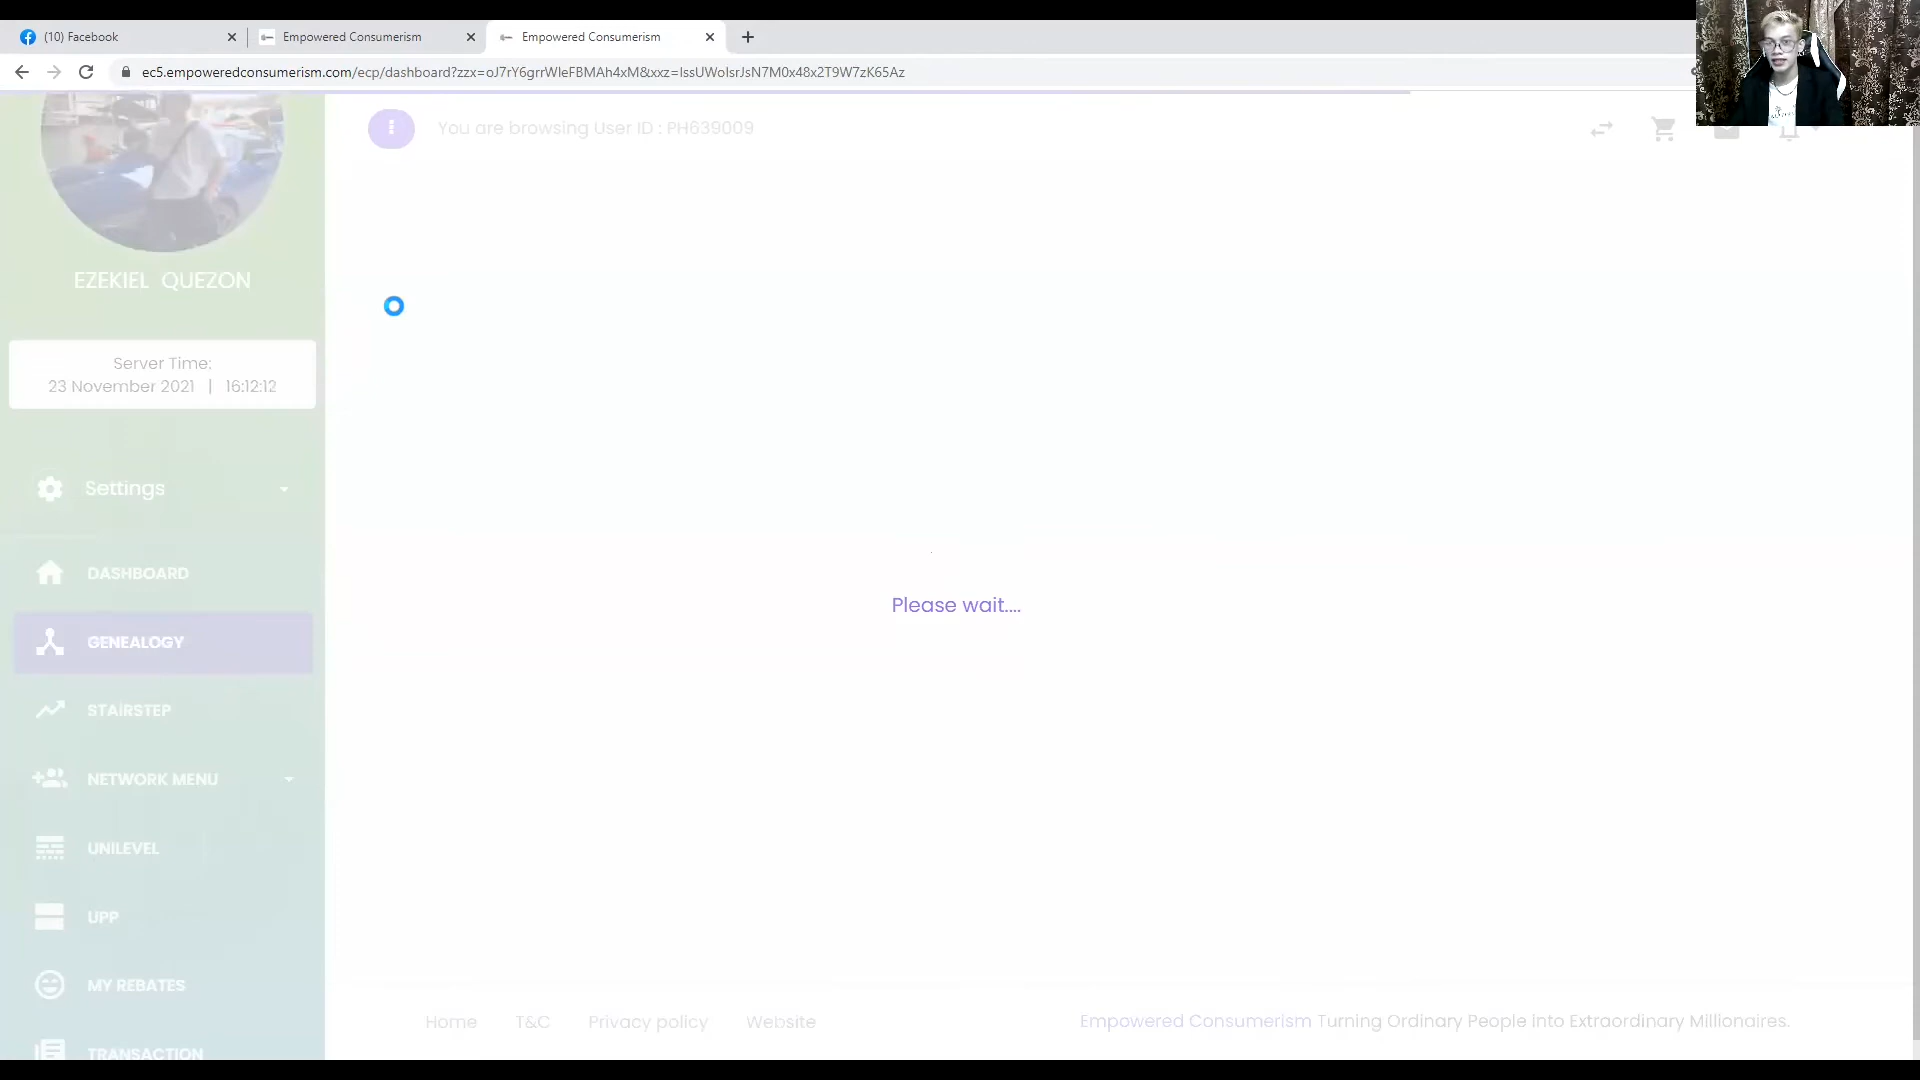 (10) Facebook
Empowered Consumerism
Empowered Consumerism
ec5.empoweredconsumerism.com/ecp/dashboard?zzx=oJ7rY6grrWIeFBMAh4xM&xxz=IssUWoIsrJsN7M0x48x2T9W7zK65Az
You are browsing User ID : PH639009
EZEKIEL QUEZON
Server Time:
23 November 2021 | 16:12:12
Settings
DASHBOARD
GENEALOGY
STAIRSTEP
NETWORK MENU
UNILEVEL
UPP
MY REBATES
TRANSACTION
Please wait....
Home T&C Privacy policy Website
Empowered Consumerism Turning Ordinary People into Extraordinary Millionaires.